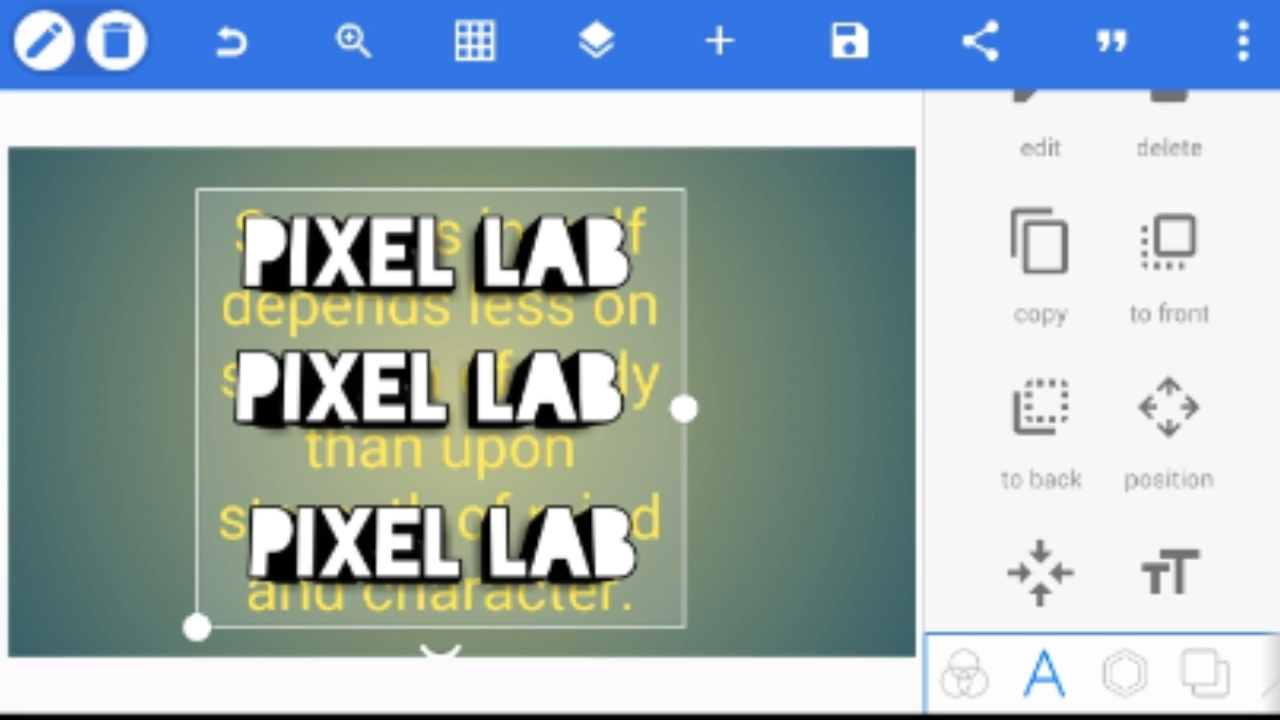 edit
delete
PIXEL LAB
depends less on
copy
to front
PIXEL LAB
than upon
to back
position
PIXEL LAB
and character.